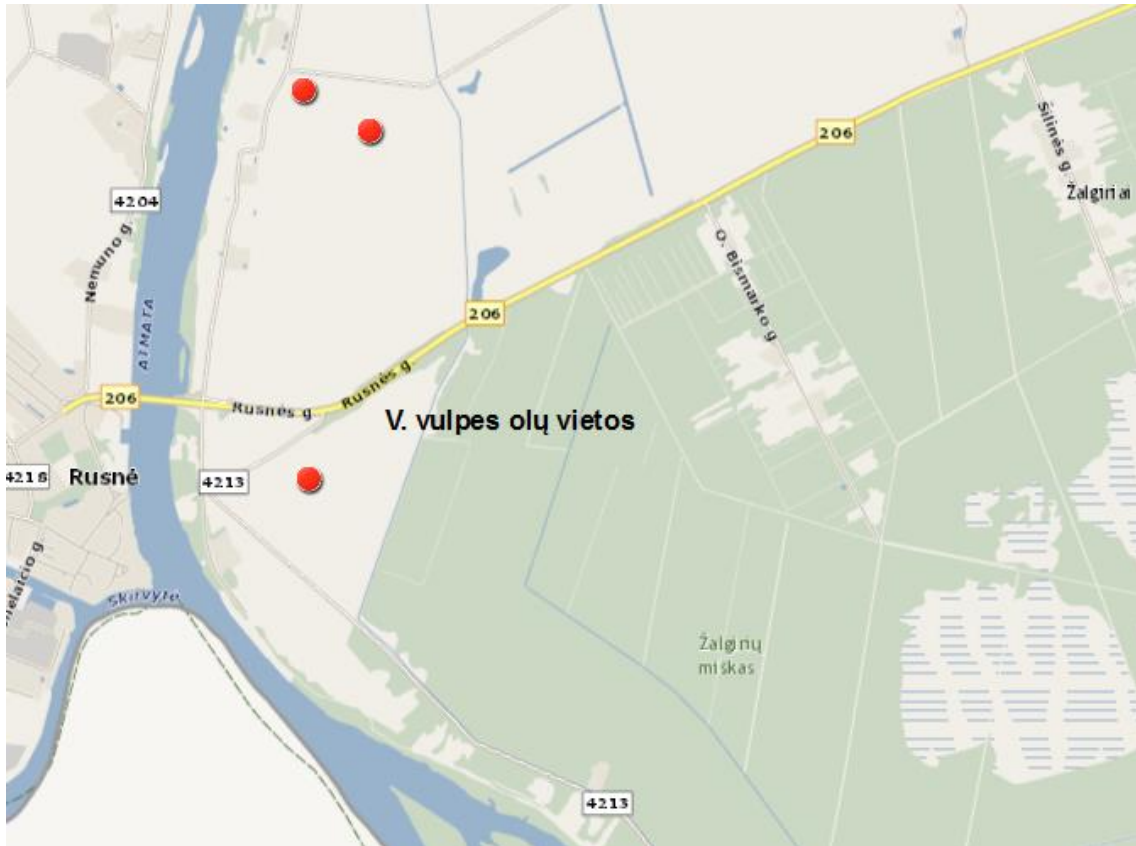 206
Šilinės g.
Žalgiriai
4204
Nemuno g.
O. Bismarko g.
ATMATA
206
Rusnės g.
206
Rusnės g.
V. vulpes olų vietos
4218
Rusnė
4213
Skirvytė
Žalgirių
miškas
4213